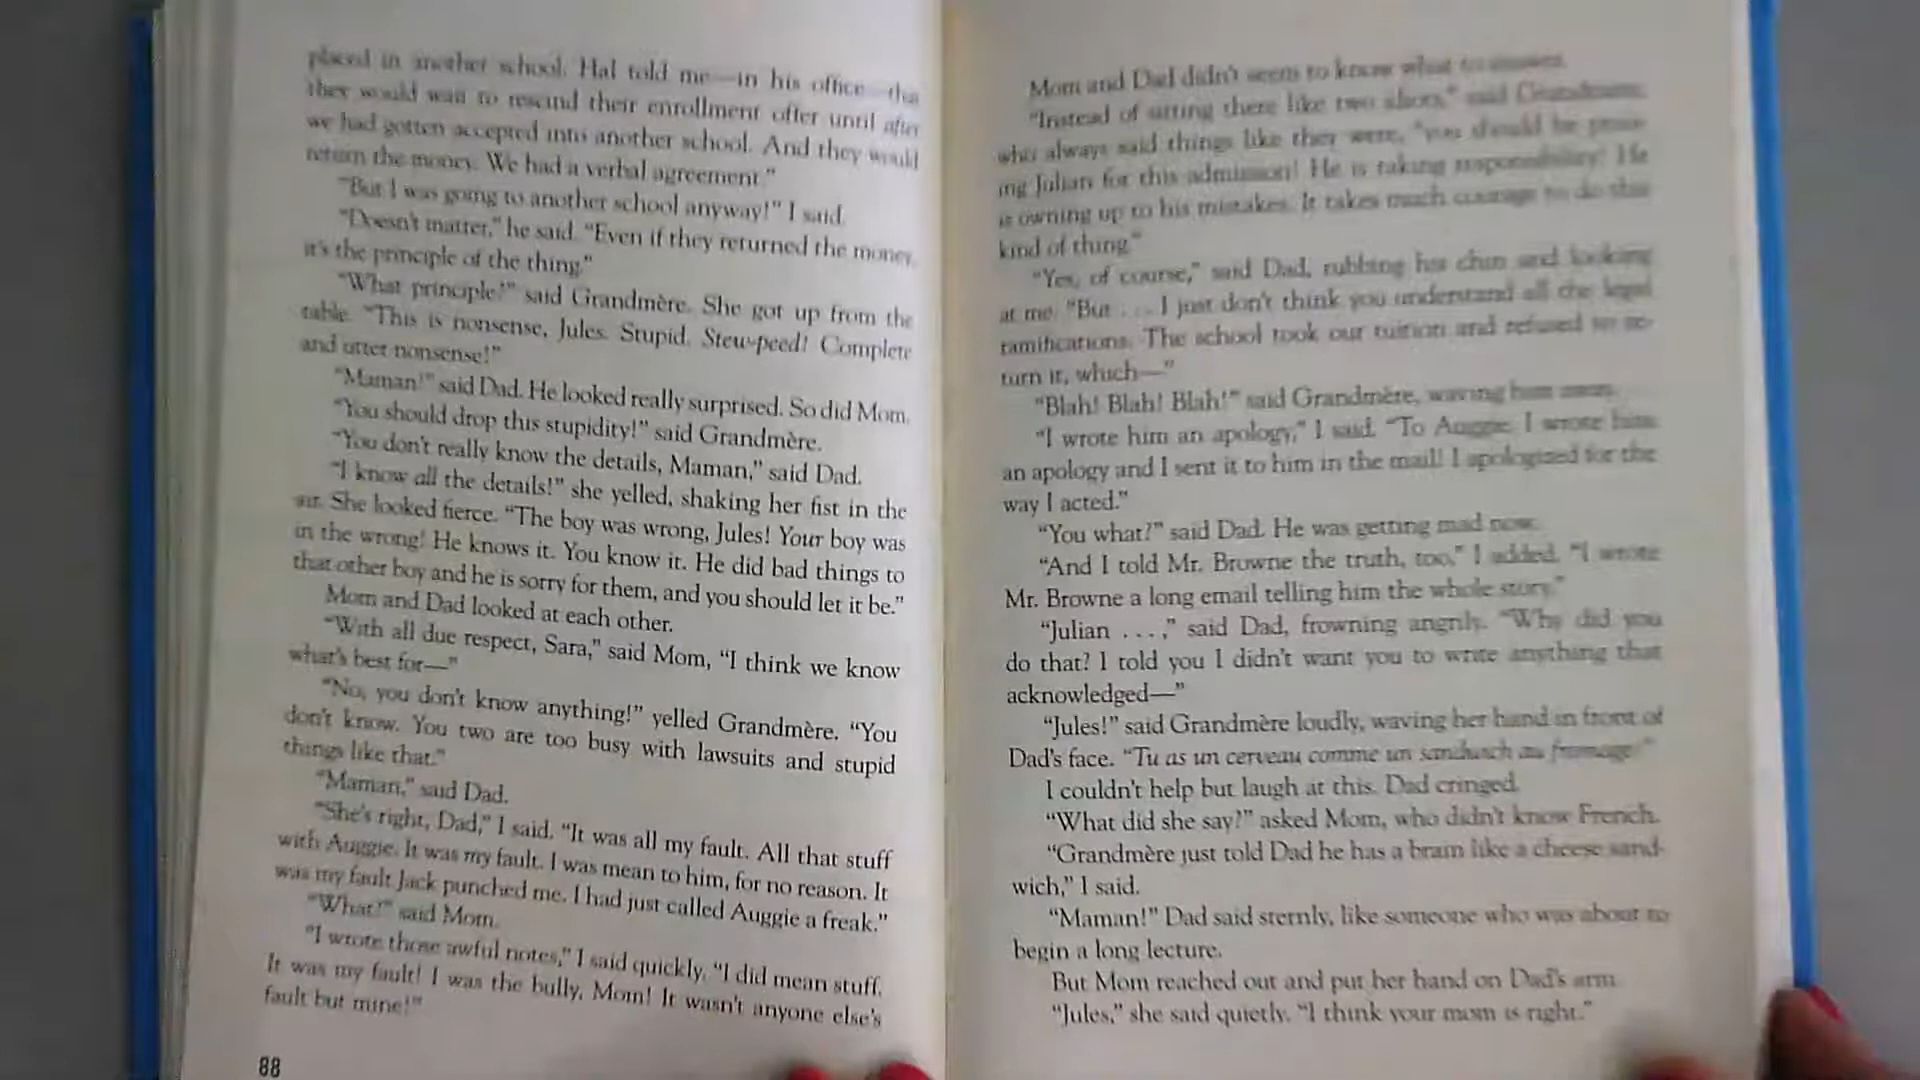 placed in another school. Hal told me—in his office—that
they would wait to rescind their enrollment offer until after
we had gotten accepted into another school. And they would
return the money. We had a verbal agreement."
"But I was going to another school anyway!" I said.
"Doesn't matter," he said. "Even if they returned the money,
it's the principle of the thing."
"What principle?" said Grandmère. She got up from the
table. "This is nonsense, Jules. Stupid. Stew-peed! Complete
and utter nonsense!"
"Maman!" said Dad. He looked really surprised. So did Mom.
"You should drop this stupidity!" said Grandmère.
"You don't really know the details, Maman," said Dad.
"I know all the details!" she yelled, shaking her fist in the
air. She looked fierce. "The boy was wrong, Jules! Your boy was
in the wrong! He knows it. You know it. He did bad things to
that other boy and he is sorry for them, and you should let it be."
Mom and Dad looked at each other.
"With all due respect, Sara," said Mom, "I think we know
what's best for—"
"No, you don't know anything!" yelled Grandmère. "You
don't know. You two are too busy with lawsuits and stupid
things like that."
"Maman," said Dad.
"She's right, Dad," I said. "It was all my fault. All that stuff
with Auggie. It was my fault. I was mean to him, for no reason. It
was my fault Jack punched me. I had just called Auggie a freak."
"What?" said Mom.
"I wrote those awful notes," I said quickly. "I did mean stuff.
It was my fault! I was the bully, Mom! It wasn't anyone else's
fault but mine!"
88
Mom and Dad didn't seem to know what to answer.
"Instead of sitting there like two idiots," said Grandmère,
who always said things like they were, "you should be prais-
ing Julian for this admission! He is taking responsibility! He
is owning up to his mistakes. It takes much courage to do this
kind of thing."
"Yes, of course," said Dad, rubbing his chin and looking
at me. "But . . . I just don't think you understand all the legal
ramifications. The school took our tuition and refused to re-
turn it, which—"
"Blah! Blah! Blah!" said Grandmère, waving him away.
"I wrote him an apology," I said. "To Auggie. I wrote him
an apology and I sent it to him in the mail! I apologized for the
way I acted."
"You what?" said Dad. He was getting mad now.
"And I told Mr. Browne the truth, too," I added. "I wrote
Mr. Browne a long email telling him the whole story."
"Julian . . . ," said Dad, frowning angrily. "Why did you
do that? I told you I didn't want you to write anything that
acknowledged—"
"Jules!" said Grandmère loudly, waving her hand in front of
Dad's face. "Tu as un cerveau comme un sandwich au fromage!"
I couldn't help but laugh at this. Dad cringed.
"What did she say?" asked Mom, who didn't know French.
"Grandmère just told Dad he has a brain like a cheese sand-
wich," I said.
"Maman!" Dad said sternly, like someone who was about to
begin a long lecture.
But Mom reached out and put her hand on Dad's arm.
"Jules," she said quietly. "I think your mom is right."